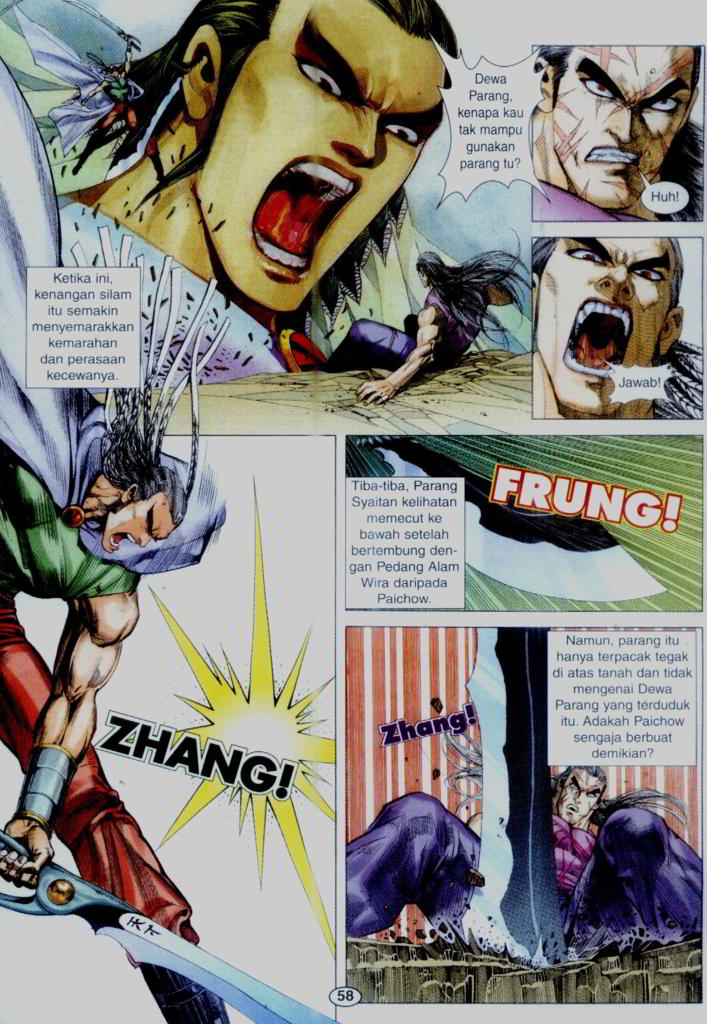 Dewa
Parang,
kenapa kau
tak mampu
gunakan
parang tu?
Huh!
Ketika ini,
kenangan silam
itu semakin
menyemarakkan
kemarahan
dan perasaan
kecewanya.
Jawab!
Tiba-tiba, Parang
Syaitan kelihatan
memecut ke
bawah setelah
bertembung den-
gan Pedang Alam
Wira daripada
Paichow.
FRUNG!
ZHANG!
Namun, parang itu
hanya terpacak tegak
di atas tanah dan tidak
mengenai Dewa
Parang yang terduduk
itu. Adakah Paichow
sengaja berbuat
demikian?
Zhang!
58